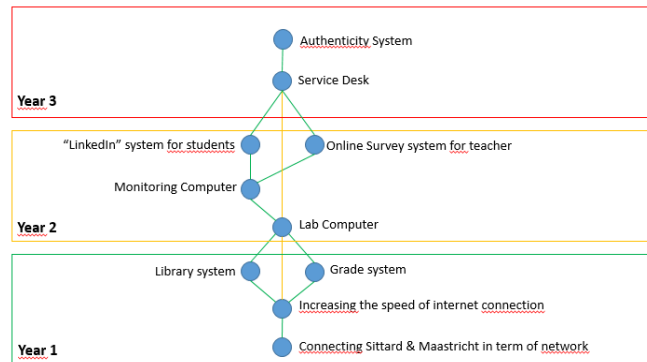 Authenticity System
Service Desk
Year 3
"LinkedIn" system for students
Online Survey system for teacher
Monitoring Computer
Lab Computer
Year 2
Library system
Grade system
Increasing the speed of internet connection
Year 1
Connecting Sittard & Maastricht in term of network